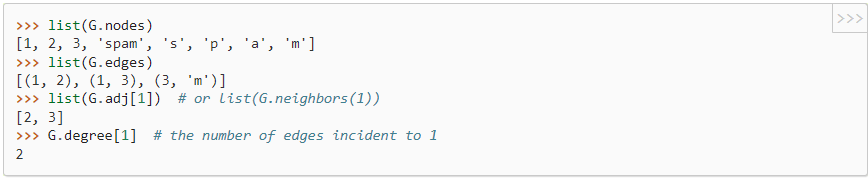 >>> list(G.nodes)
[1, 2, 3, 'spam', 's', 'p', 'a', 'm']
>>> list(G.edges)
[(1, 2), (1, 3), (3, 'm')]
>>> list(G.adj[1])  # or list(G.neighbors(1))
[2, 3]
>>> G.degree[1]  # the number of edges incident to 1
2
>>>